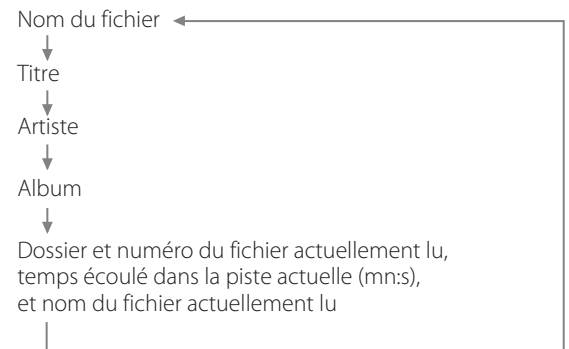 Nom du fichier
Titre
Artiste
Album
Dossier et numéro du fichier actuellement lu,
temps écoulé dans la piste actuelle (mn:s),
et nom du fichier actuellement lu